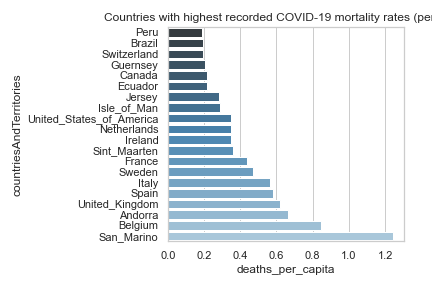 Countries with highest recorded COVID-19 mortality rates (per
Peru
Brazil
Switzerland
Guernsey
Canada
Ecuador
Jersey
Isle_of_Man
United_States_of_America
Netherlands
Ireland
Sint_Maarten
France
Sweden
Italy
Spain
United_Kingdom
Andorra
Belgium
San_Marino
countriesAndTerritories
0.0 0.2 0.4 0.6 0.8 1.0 1.2
deaths_per_capita